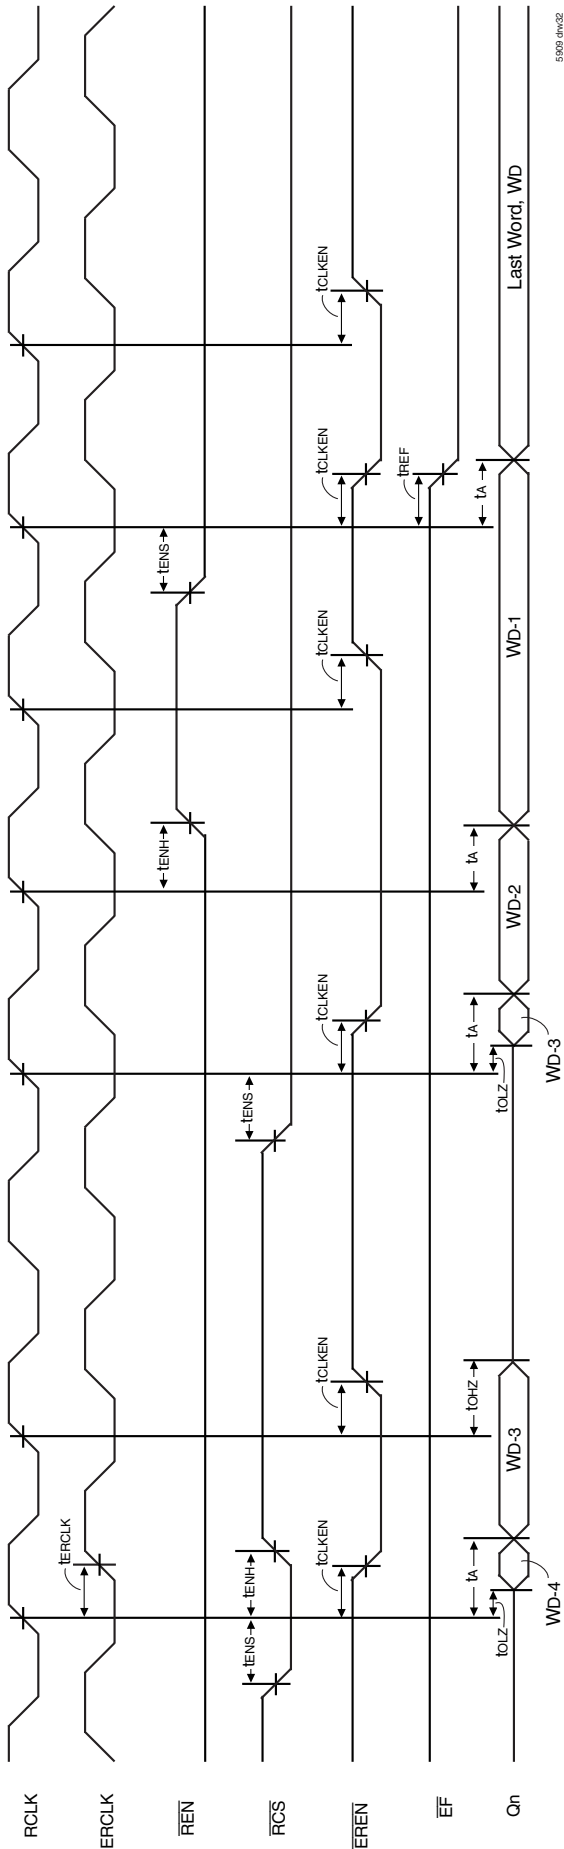 RCLK
ERCLK
tERCLK
REN
tENH
tENS
RCS
tENS
tENH
tENS
EREN
tCLKEN
tCLKEN
tCLKEN
tCLKEN
tCLKEN
tCLKEN
EF
tREF
Qn
tOLZ
tA
WD-4
WD-3
tOHZ
tOLZ
tA
WD-3
WD-2
tA
WD-1
tA
Last Word, WD
5909 drw32